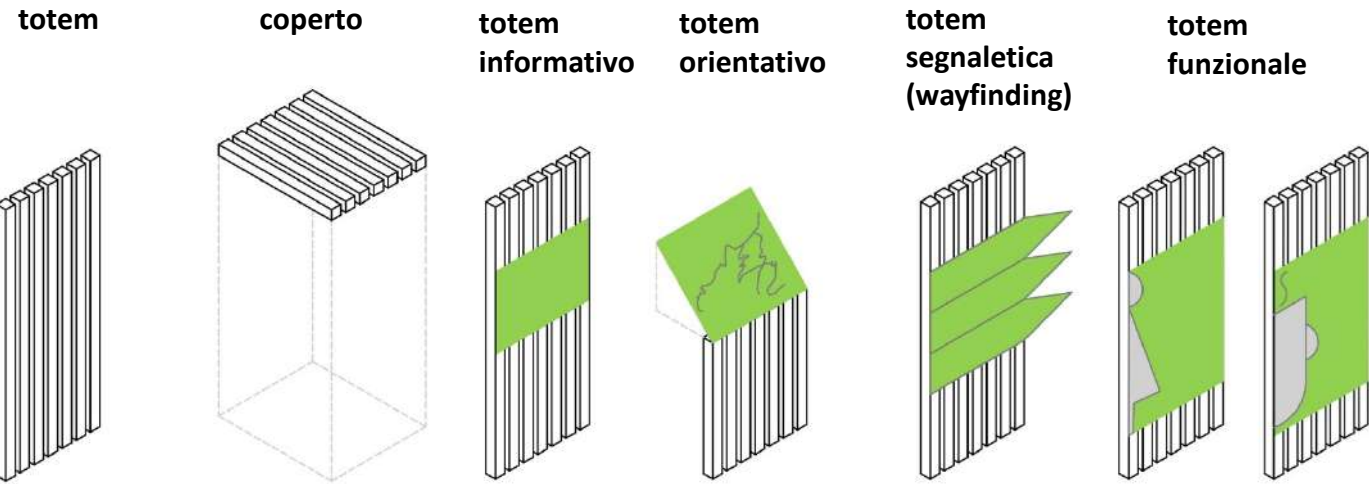 totem
coperto
totem
informativo
totem
orientativo
totem
segnaletica
(wayfinding)
totem
funzionale